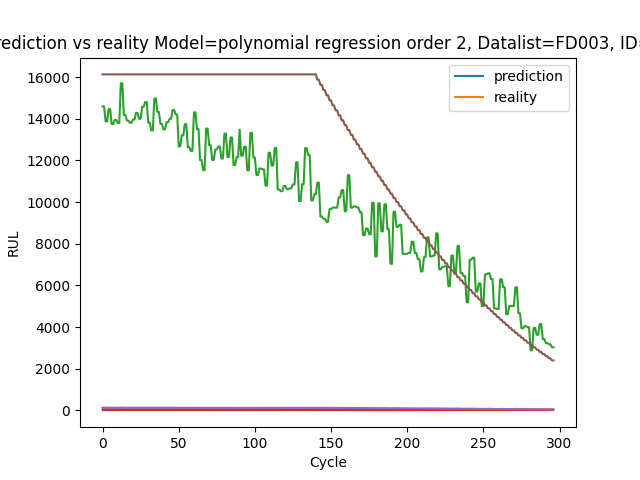 rediction vs reality Model=polynomial regression order 2, Datalist=FD003, ID=
prediction
reality
RUL
16000
14000
12000
10000
8000
6000
4000
2000
0
0 50 100 150 200 250 300
Cycle